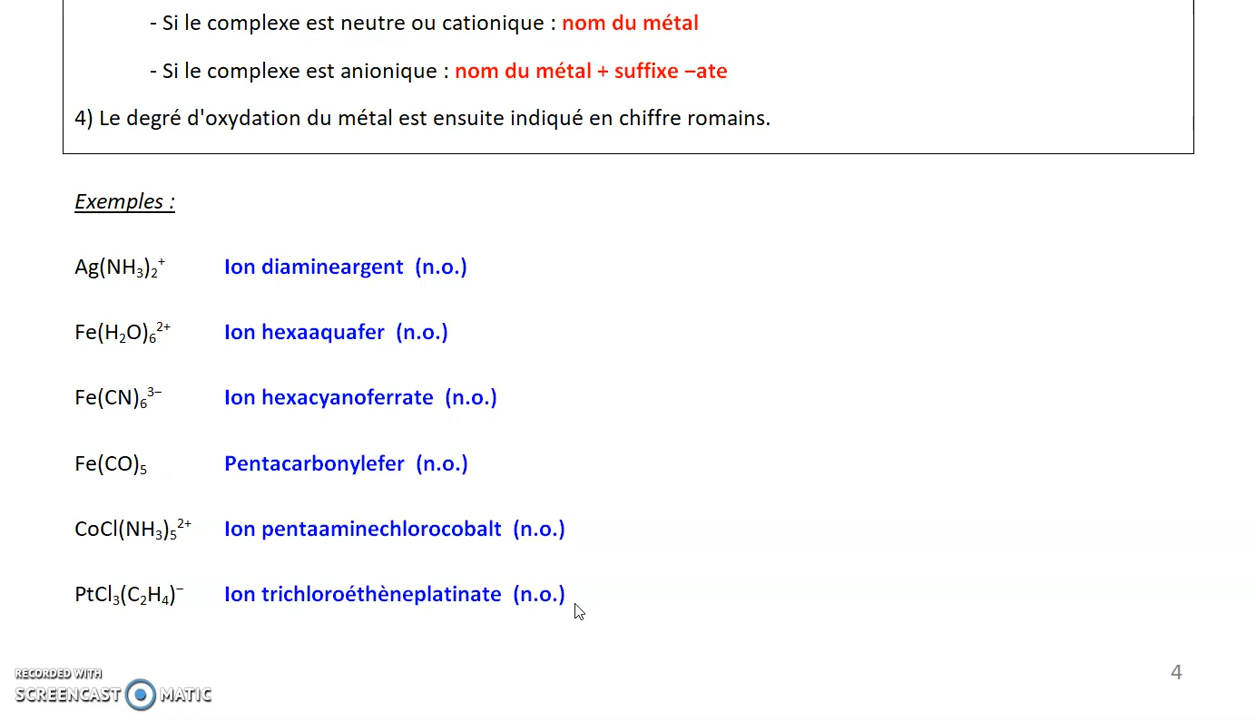 - Si le complexe est neutre ou cationique : nom du métal
- Si le complexe est anionique : nom du métal + suffixe –ate
4) Le degré d'oxydation du métal est ensuite indiqué en chiffre romains.
Exemples :
Ag(NH₃)₂⁺ Ion diamineargent (n.o.)
Fe(H₂O)₆²⁺ Ion hexaaquafer (n.o.)
Fe(CN)₆³⁻ Ion hexacyanoferrate (n.o.)
Fe(CO)₅ Pentacarbonylefer (n.o.)
CoCl(NH₃)₅²⁺ Ion pentaaminechlorocobalt (n.o.)
PtCl₃(C₂H₄)⁻ Ion trichloroéthèneplatinate (n.o.)
4
RECORDED WITH
SCREENCAST MATIC